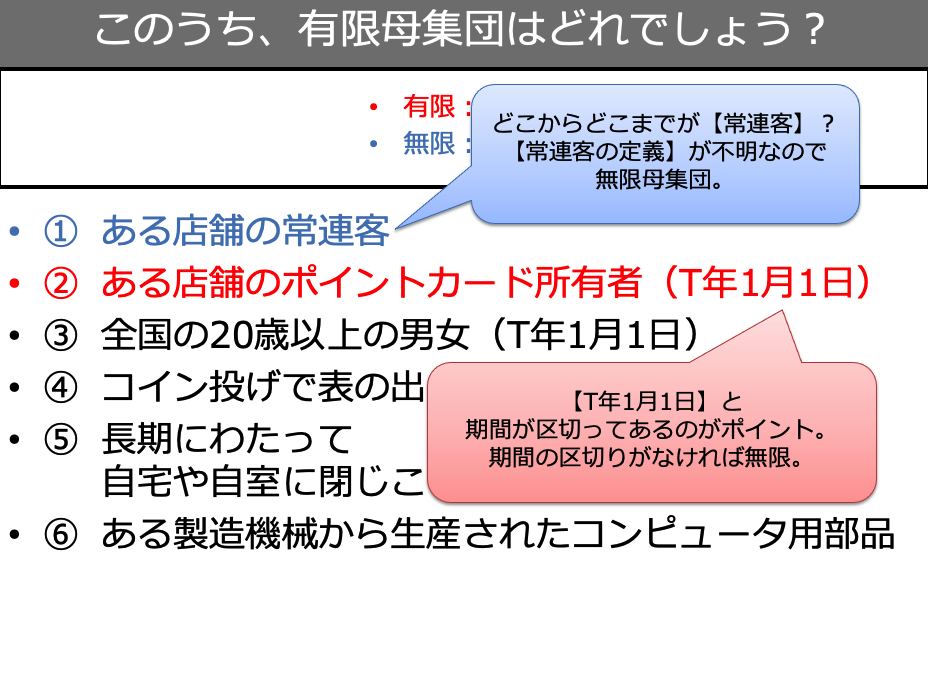 このうち、有限母集団はどれでしょう？
• 有限：
• 無限：
どこからどこまでが【常連客】？
【常連客の定義】が不明なので
無限母集団。
• ① ある店舗の常連客
• ② ある店舗のポイントカード所有者（T年1月1日）
• ③ 全国の20歳以上の男女（T年1月1日）
• ④ コイン投げで表の出
【T年1月1日】と
期間が区切ってあるのがポイント。
期間の区切りがなければ無限。
• ⑤ 長期にわたって
自宅や自室に閉じこ
• ⑥ ある製造機械から生産されたコンピュータ用部品